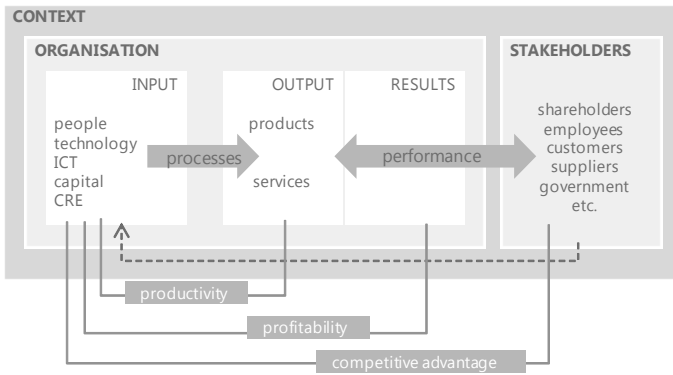 CONTEXT
ORGANISATION
STAKEHOLDERS
INPUT
OUTPUT
RESULTS
people
technology
ICT
capital
CRE
processes
products
services
performance
shareholders
employees
customers
suppliers
government
etc.
productivity
profitability
competitive advantage